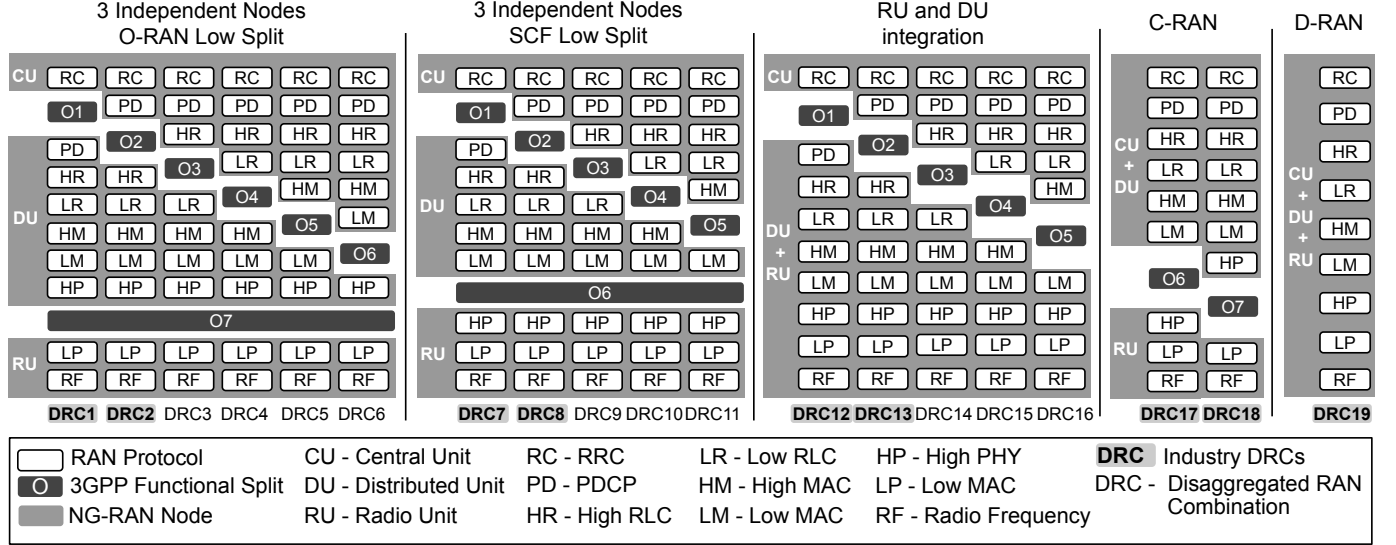 3 Independent Nodes
O-RAN Low Split
3 Independent Nodes
SCF Low Split
RU and DU
integration
C-RAN
D-RAN
CU RC RC RC RC RC RC
O1 PD PD PD PD PD
PD O2 HR HR HR HR
HR HR O3 LR LR LR
LR LR LR O4 HM HM
DU HM HM HM HM O5 LM
LM LM LM LM LM O6
HP HP HP HP HP HP
O7
RU LP LP LP LP LP LP
RF RF RF RF RF RF
DRC1 DRC2 DRC3 DRC4 DRC5 DRC6
CU RC RC RC RC RC
O1 PD PD PD PD
PD O2 HR HR HR
HR HR O3 LR LR
DU LR LR LR O4 HM
HM HM HM HM O5
LM LM LM LM LM
O6
HP HP HP HP HP
RU LP LP LP LP LP
RF RF RF RF RF
DRC7 DRC8 DRC9 DRC10 DRC11
CU RC RC RC RC RC
O1 PD PD PD PD
PD O2 HR HR HR
HR HR O3 LR HM
LR LR LR O4 O5
DU + RU
HM HM HM HM
LM LM LM LM LM
HP HP HP HP HP
LP LP LP LP LP
RF RF RF RF RF
DRC12 DRC13 DRC14 DRC15 DRC16
CU + DU
RC RC
PD PD
HR HR
LR LR
HM HM
LM LM
O6 HP
HP O7
RU LP LP
RF RF
DRC17 DRC18
CU + DU + RU
RC
PD
HR
LR
HM
LM
HP
LP
RF
DRC19
RAN Protocol
O 3GPP Functional Split
NG-RAN Node
CU - Central Unit
DU - Distributed Unit
RU - Radio Unit
RC - RRC
PD - PDCP
HR - High RLC
LR - Low RLC
HM - High MAC
LM - Low MAC
HP - High PHY
LP - Low MAC
RF - Radio Frequency
DRC Industry DRCs
DRC - Disaggregated RAN
Combination